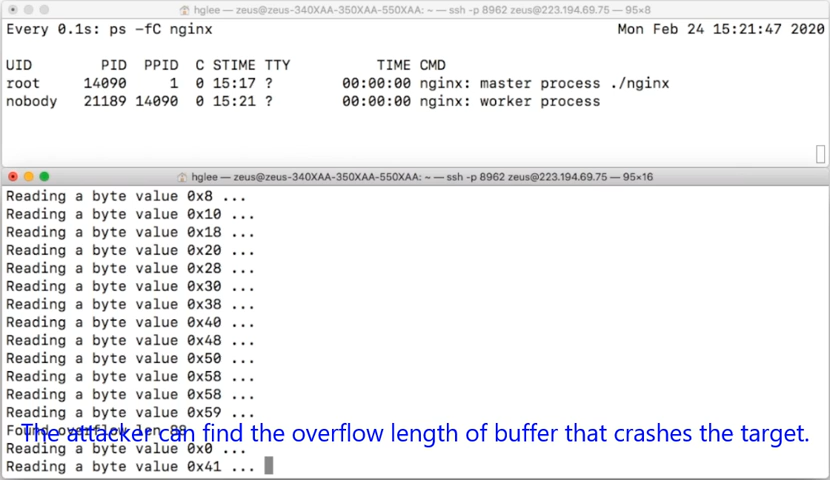 hglee — zeus@zeus-340XAA-350XAA-550XAA: ~ — ssh -p 8962 zeus@223.194.69.75 — 95×8
Every 0.1s: ps -fC nginx Mon Feb 24 15:21:47 2020
UID PID PPID C STIME TTY TIME CMD
root 14090 1 0 15:17 ? 00:00:00 nginx: master process ./nginx
nobody 21189 14090 0 15:21 ? 00:00:00 nginx: worker process
hglee — zeus@zeus-340XAA-350XAA-550XAA: ~ — ssh -p 8962 zeus@223.194.69.75 — 95×16
Reading a byte value 0x8 ...
Reading a byte value 0x10 ...
Reading a byte value 0x18 ...
Reading a byte value 0x20 ...
Reading a byte value 0x28 ...
Reading a byte value 0x30 ...
Reading a byte value 0x38 ...
Reading a byte value 0x40 ...
Reading a byte value 0x48 ...
Reading a byte value 0x50 ...
Reading a byte value 0x58 ...
Reading a byte value 0x58 ...
Reading a byte value 0x59 ...
Found overflow len 88
The attacker can find the overflow length of buffer that crashes the target.
Reading a byte value 0x0 ...
Reading a byte value 0x41 ...